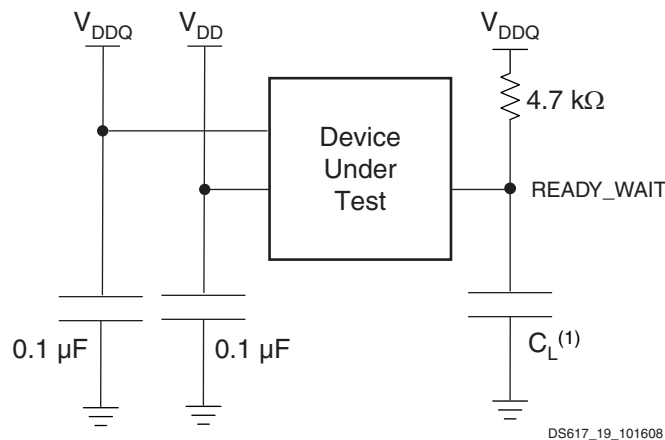 V_DDQ
V_DD
V_DDQ
4.7 kΩ
Device
Under
Test
READY_WAIT
0.1 µF
0.1 µF
C_L(1)
DS617_19_101608